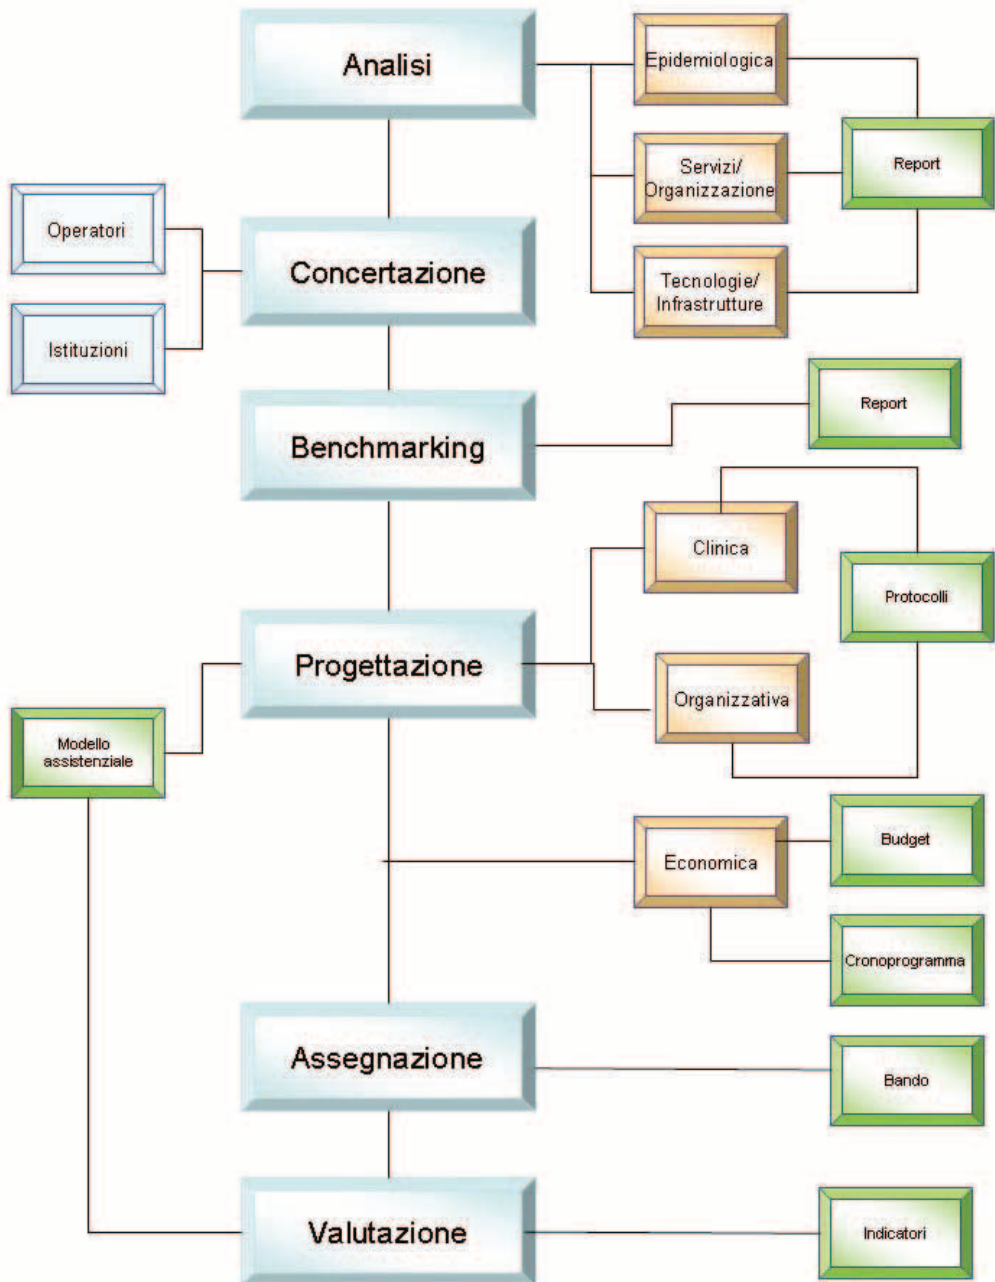 Analisi
Epidemiologica
Report
Servizi/
Organizzazione
Operatori
Concertazione
Tecnologie/
Infrastrutture
Istituzioni
Report
Benchmarking
Clinica
Protocolli
Progettazione
Organizzativa
Modello
assistenziale
Budget
Economica
Cronoprogramma
Assegnazione
Bando
Valutazione
Indicatori